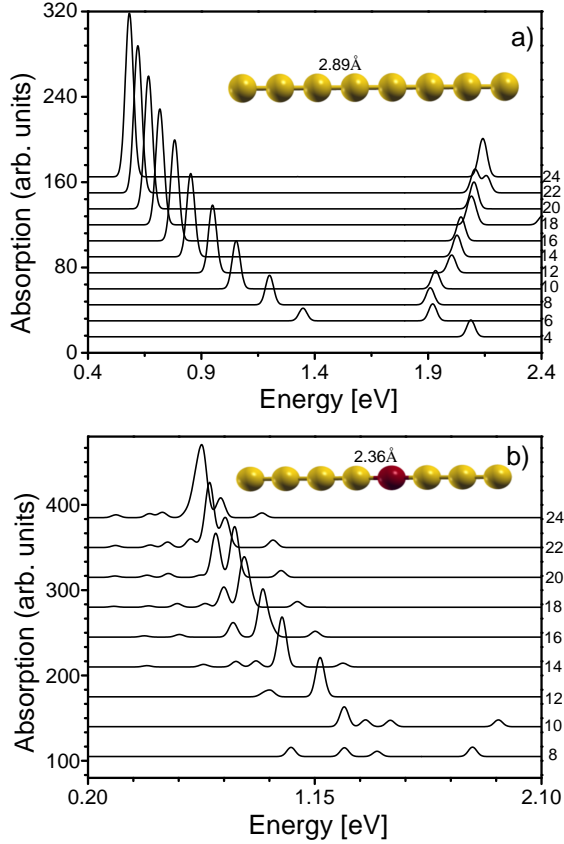 a)
2.89Å
320
240
160
80
0
Absorption (arb. units)
24
22
20
18
16
14
12
10
8
6
4
0.4 0.9 1.4 1.9 2.4
Energy [eV]
b)
2.36Å
400
300
200
100
Absorption (arb. units)
24
22
20
18
16
14
12
10
8
0.20 1.15 2.10
Energy [eV]